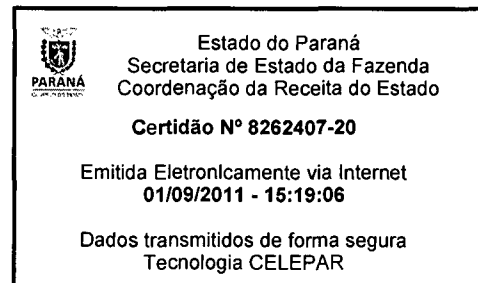 Estado do Paraná
Secretaria de Estado da Fazenda
Coordenação da Receita do Estado
PARANÁ
Certidão Nº 8262407-20
Emitida Eletronicamente via Internet
01/09/2011 - 15:19:06
Dados transmitidos de forma segura
Tecnologia CELEPAR